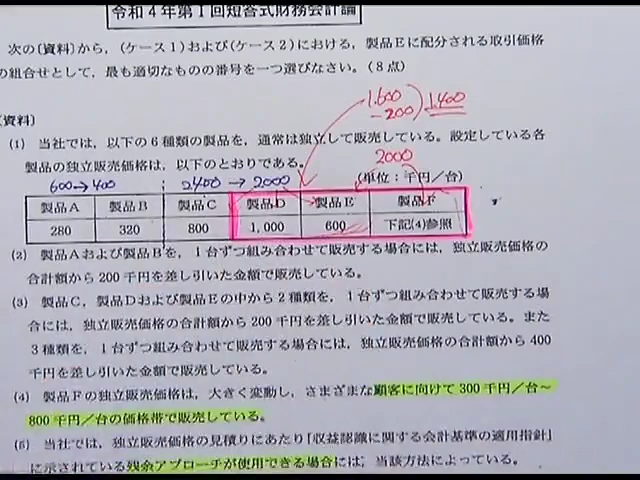 令和4年第1回短答式財務会計論
次の〔資料〕から，(ケース1)および(ケース2)における，製品Eに配分される取引価格
の組合せとして，最も適切なものの番号を一つ選びなさい。(8点)
1,600
-200
1,400
資料〕
(1) 当社では，以下の6種類の製品を，通常は独立して販売している。設定している各
製品の独立販売価格は，以下のとおりである。
2000
600→400
2,400→2000
(単位：千円／台)
製品A 製品B 製品C 製品D 製品E 製品F
280 320 800 1,000 600 下記(4)参照
(2) 製品Aおよび製品Bを，1台ずつ組み合わせて販売する場合には，独立販売価格の
合計額から200千円を差し引いた金額で販売している。
(3) 製品C，製品Dおよび製品Eの中から2種類を，1台ずつ組み合わせて販売する場
合には，独立販売価格の合計額から200千円を差し引いた金額で販売している。また
3種類を，1台ずつ組み合わせて販売する場合には，独立販売価格の合計額から400
千円を差し引いた金額で販売している。
(4) 製品Fの独立販売価格は，大きく変動し，さまざまな顧客に向けて300千円／台～
800千円／台の価格帯で販売している。
(5) 当社では，独立販売価格の見積りにあたり「収益認識に関する会計基準の適用指針」
に示されている残余アプローチが使用できる場合には，当該方法によっている。